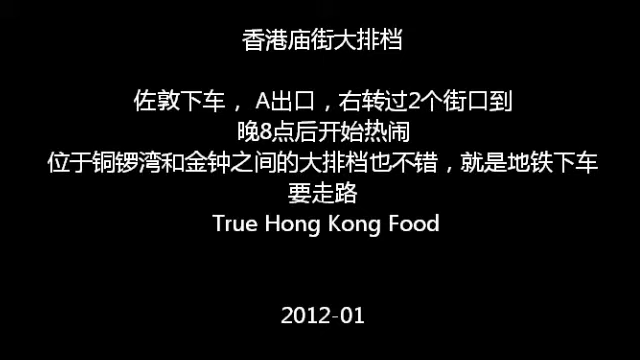 香港庙街大排档
佐敦下车， A出口，右转过2个街口到
晚8点后开始热闹
位于铜锣湾和金钟之间的大排档也不错，就是地铁下车
要走路
True Hong Kong Food
2012-01